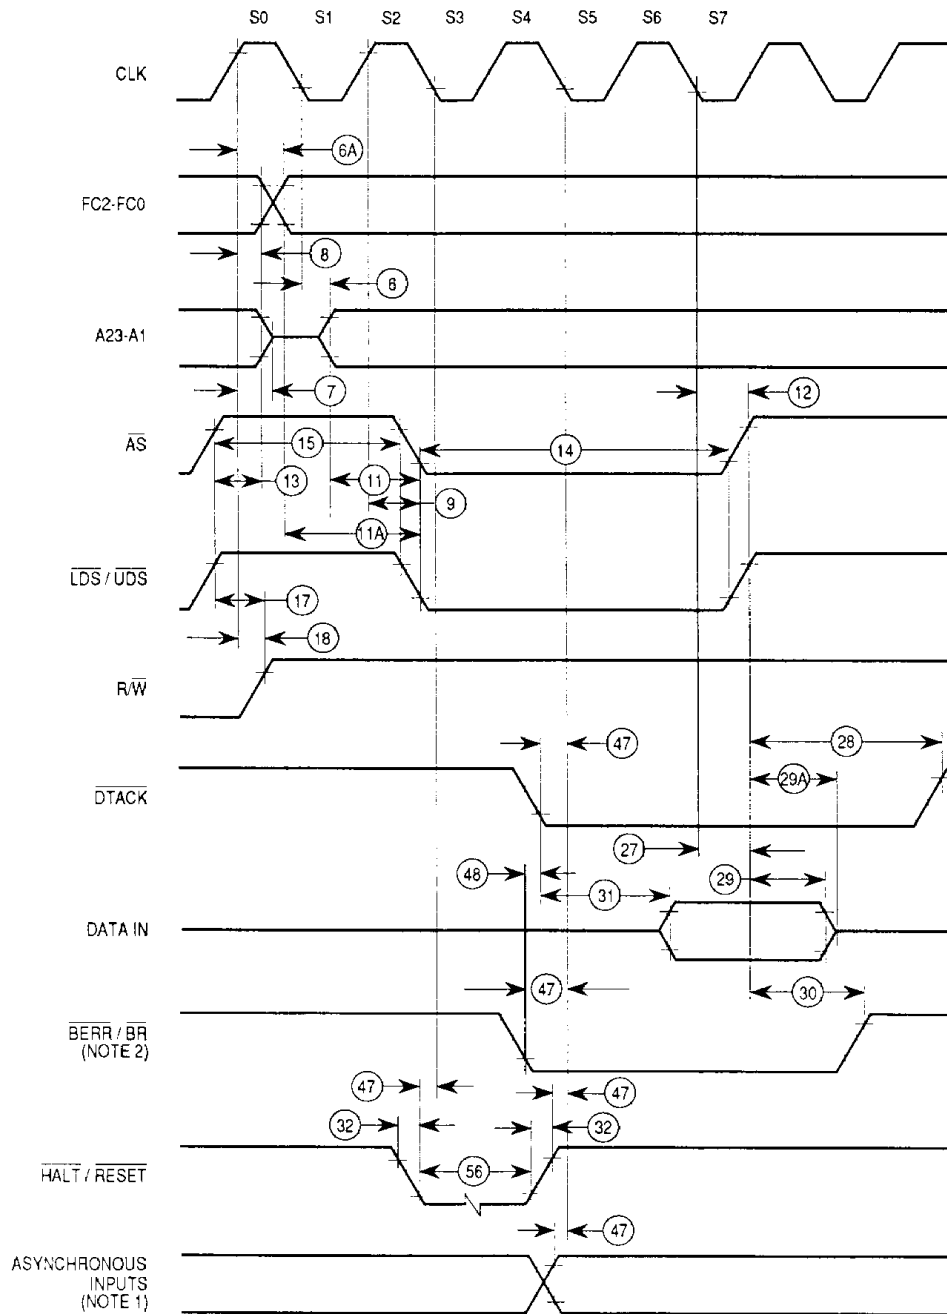 S0 S1 S2 S3 S4 S5 S6 S7
CLK
6A
FC2-FC0
8
6
A23-A1
7
12
AS
15
14
13
11
9
11A
LDS / UDS
17
18
R/W
47
28
DTACK
29A
27
48
29
31
DATA IN
47
30
BERR / BR
(NOTE 2)
47
47
32
32
HALT / RESET
56
47
ASYNCHRONOUS
INPUTS
(NOTE 1)